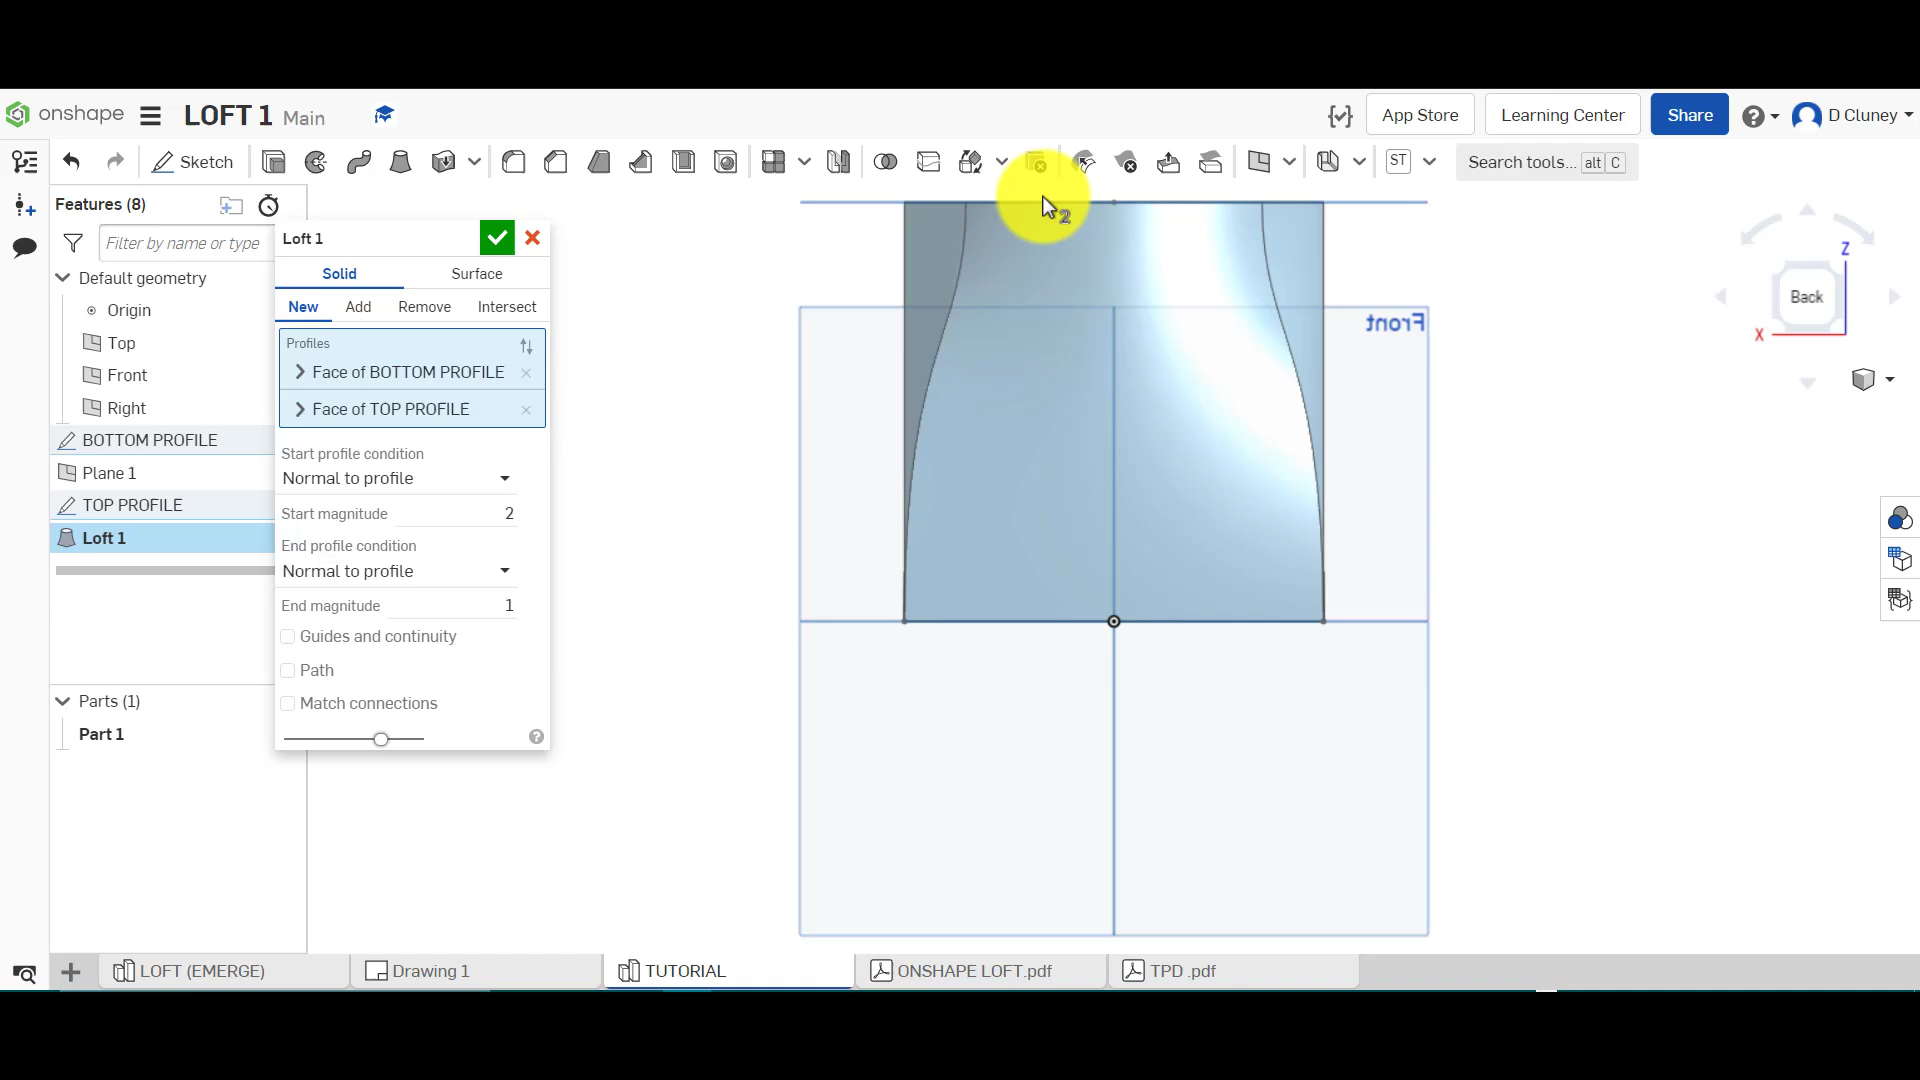 onshape LOFT 1 Main App Store Learning Center Share D Cluney
Sketch ST Search tools... alt C
Features (8)
Filter by name or type
Default geometry
Origin
Top
Front
Right
BOTTOM PROFILE
Plane 1
TOP PROFILE
Loft 1
Parts (1)
Part 1
Loft 1
Solid Surface
New Add Remove Intersect
Profiles
Face of BOTTOM PROFILE
Face of TOP PROFILE
Start profile condition
Normal to profile
Start magnitude 2
End profile condition
Normal to profile
End magnitude 1
Guides and continuity
Path
Match connections
2
Front
Z
Back
X
LOFT (EMERGE) Drawing 1 TUTORIAL ONSHAPE LOFT.pdf TPD .pdf